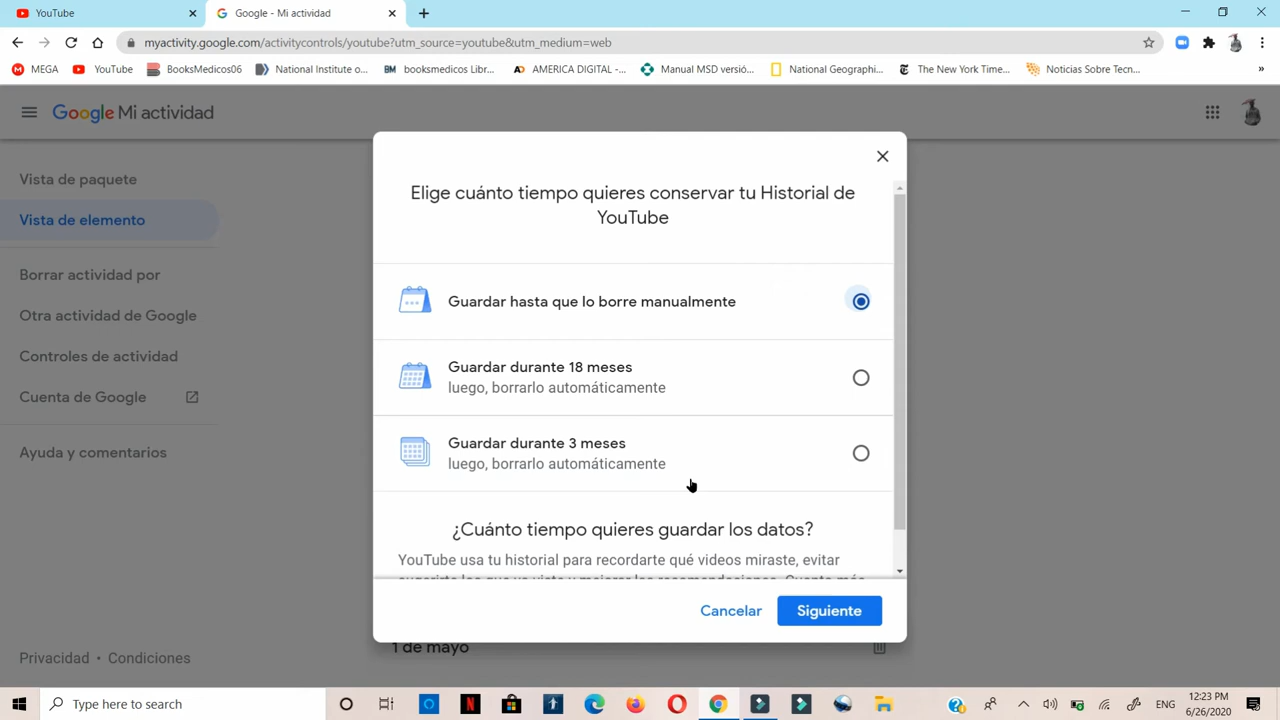 YouTube
Google - Mi actividad
myactivity.google.com/activitycontrols/youtube?utm_source=youtube&utm_medium=web
MEGA
YouTube
BooksMedicos06
National Institute o...
BM
booksmedicos Libr...
AD
AMERICA DIGITAL -...
Manual MSD versió...
National Geographi...
The New York Time...
Noticias Sobre Tecn...
»
Google Mi actividad
Vista de paquete
Vista de elemento
Borrar actividad por
Otra actividad de Google
Controles de actividad
Cuenta de Google
Ayuda y comentarios
Privacidad • Condiciones
Elige cuánto tiempo quieres conservar tu Historial de
YouTube
Guardar hasta que lo borre manualmente
Guardar durante 18 meses
luego, borrarlo automáticamente
Guardar durante 3 meses
luego, borrarlo automáticamente
¿Cuánto tiempo quieres guardar los datos?
YouTube usa tu historial para recordarte qué videos miraste, evitar
Cancelar
Siguiente
1 de mayo
Type here to search
ENG
12:23 PM
6/26/2020